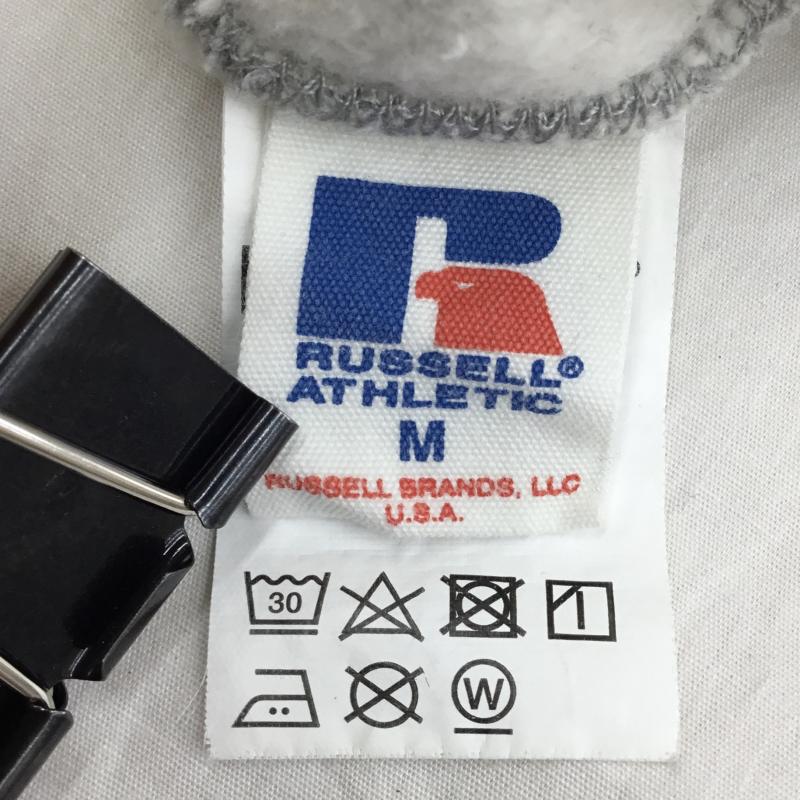 RUSSELL®
ATHLETIC
M
RUSSELL BRANDS, LLC
U.S.A.
30
W